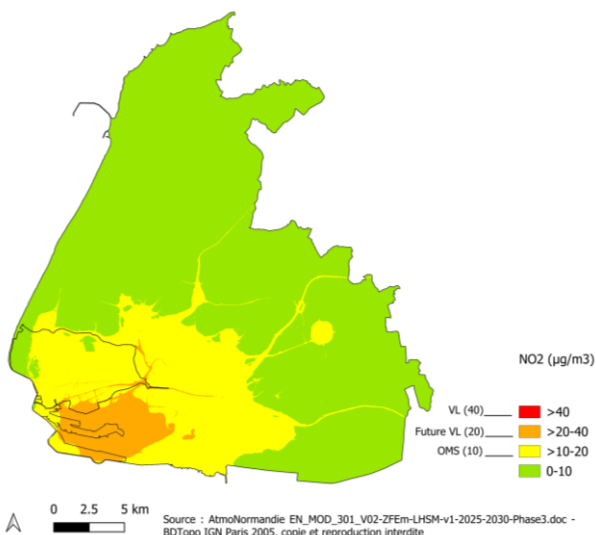 NO2 (µg/m3)
VL (40) >40
Future VL (20) >20-40
OMS (10) >10-20
0-10
0 2.5 5 km
Source : AtmoNormandie EN_MOD_301_V02-ZFEm-LHSM-v1-2025-2030-Phase3.doc -
BDTopo IGN Paris 2005, copie et reproduction interdite